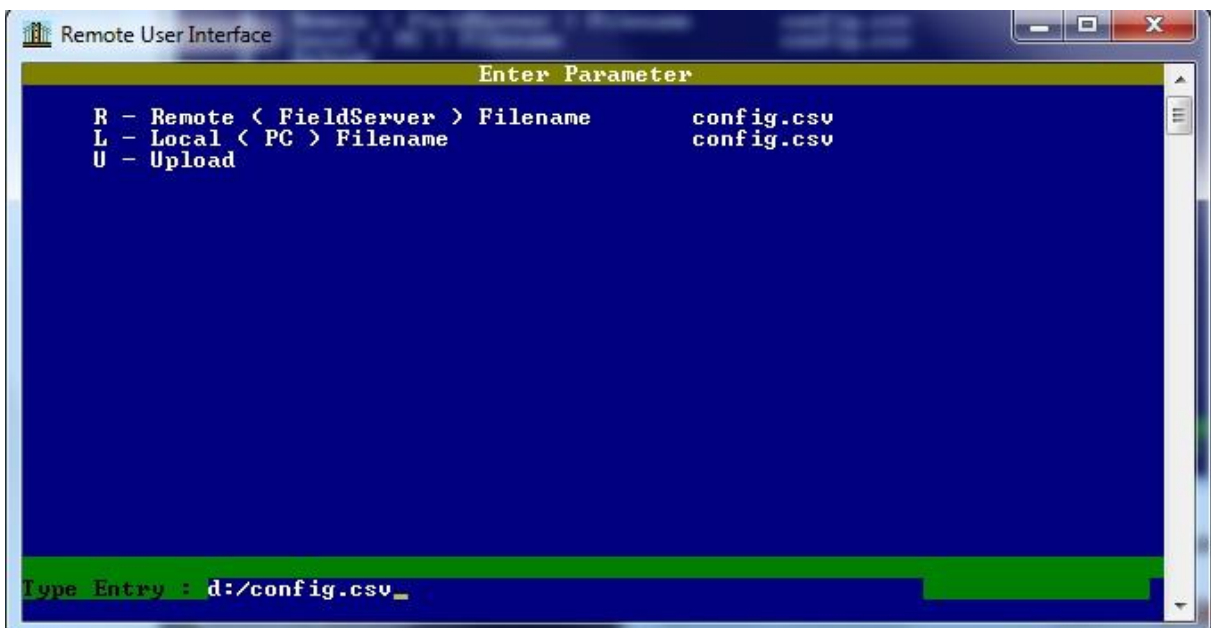 Remote User Interface
Enter Parameter
R - Remote ( FieldServer ) Filename config.csv
L - Local ( PC ) Filename config.csv
U - Upload
Type Entry : d:/config.csv_